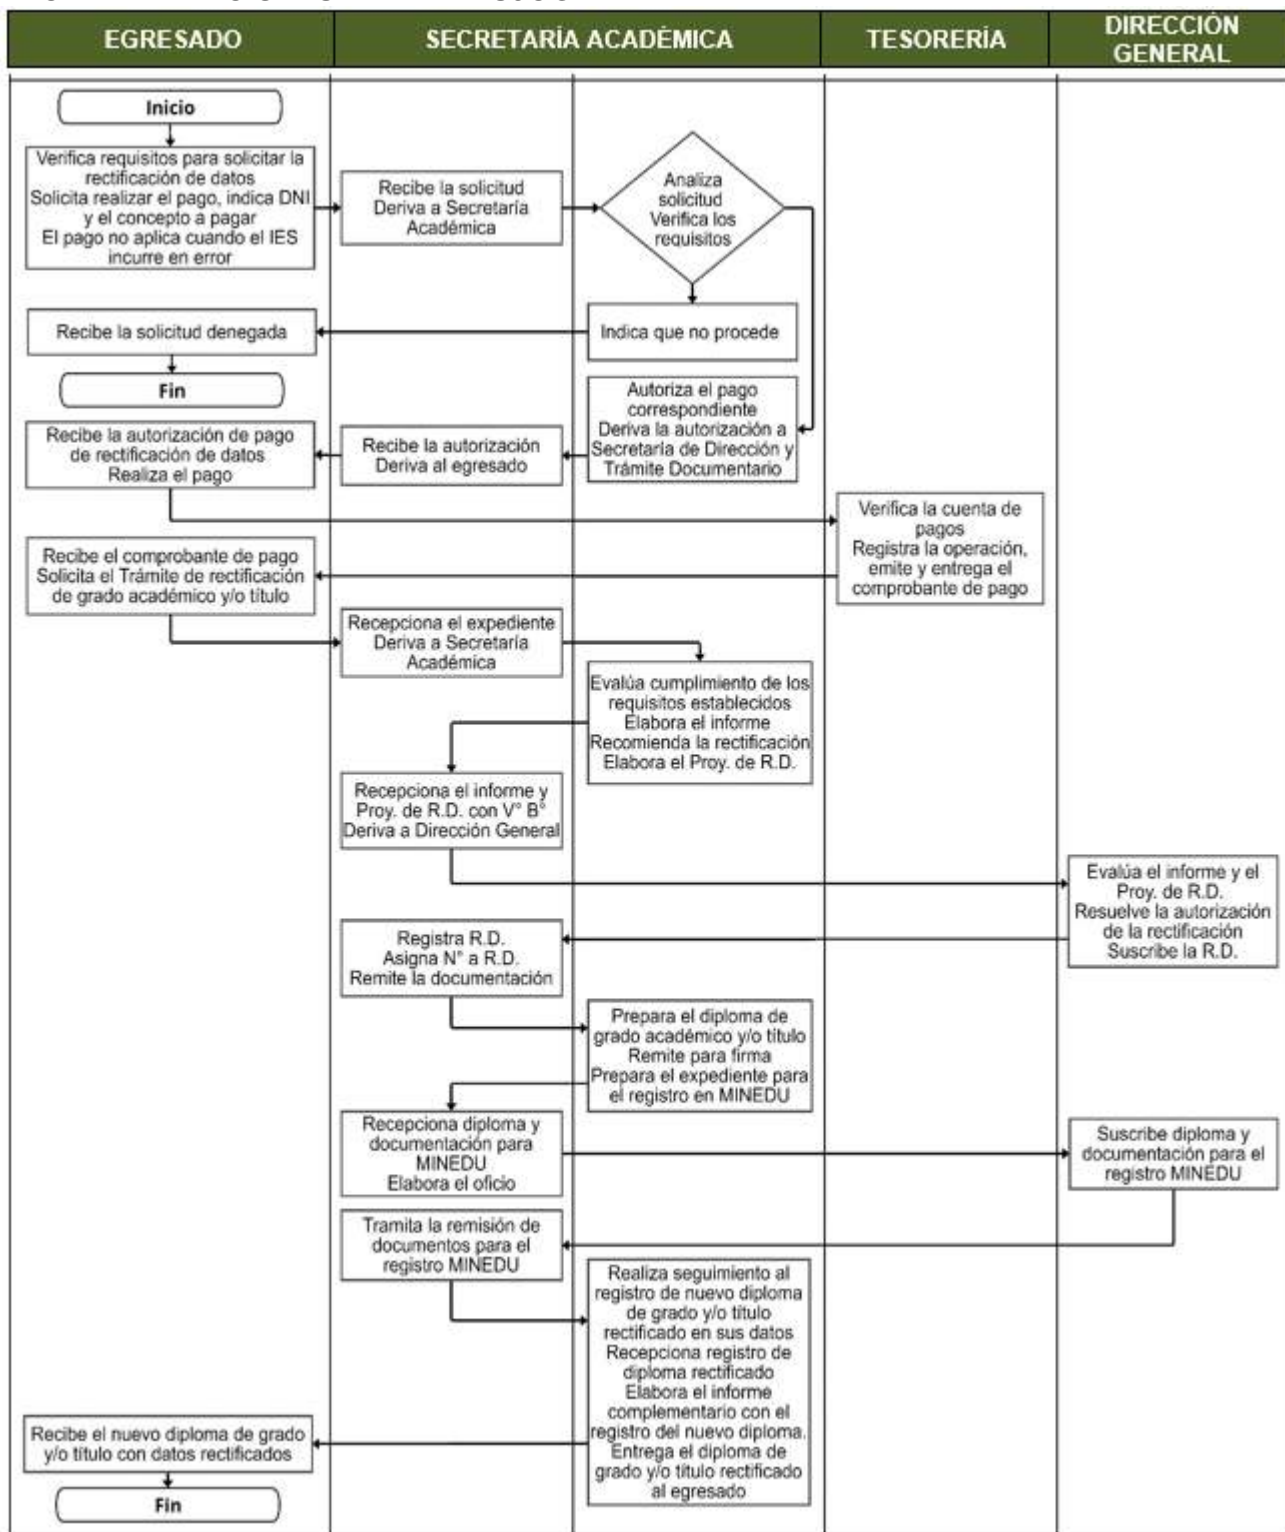 EGRESADO
SECRETARÍA ACADÉMICA
TESORERÍA
DIRECCIÓN
GENERAL
Inicio
Verifica requisitos para solicitar la
rectificación de datos
Solicita realizar el pago, indica DNI
y el concepto a pagar
El pago no aplica cuando el IES
incurre en error
Recibe la solicitud
Deriva a Secretaría
Académica
Analiza
solicitud
Verifica los
requisitos
Indica que no procede
Recibe la solicitud denegada
Fin
Autoriza el pago
correspondiente
Deriva la autorización a
Secretaría de Dirección y
Trámite Documentario
Recibe la autorización
Deriva al egresado
Recibe la autorización de pago
de rectificación de datos
Realiza el pago
Verifica la cuenta de
pagos
Registra la operación,
emite y entrega el
comprobante de pago
Recibe el comprobante de pago
Solicita el Trámite de rectificación
de grado académico y/o título
Recepciona el expediente
Deriva a Secretaría
Académica
Evalúa cumplimiento de los
requisitos establecidos
Elabora el informe
Recomienda la rectificación
Elabora el Proy. de R.D.
Recepciona el informe y
Proy. de R.D. con V° B°
Deriva a Dirección General
Evalúa el informe y el
Proy. de R.D.
Resuelve la autorización
de la rectificación
Suscribe la R.D.
Registra R.D.
Asigna N° a R.D.
Remite la documentación
Prepara el diploma de
grado académico y/o título
Remite para firma
Prepara el expediente para
el registro en MINEDU
Recepciona diploma y
documentación para
MINEDU
Elabora el oficio
Suscribe diploma y
documentación para el
registro MINEDU
Tramita la remisión de
documentos para el
registro MINEDU
Realiza seguimiento al
registro de nuevo diploma
de grado y/o título
rectificado en sus datos
Recepciona registro de
diploma rectificado
Elabora el informe
complementario con el
registro del nuevo diploma.
Entrega el diploma de
grado y/o título rectificado
al egresado
Recibe el nuevo diploma de grado
y/o título con datos rectificados
Fin